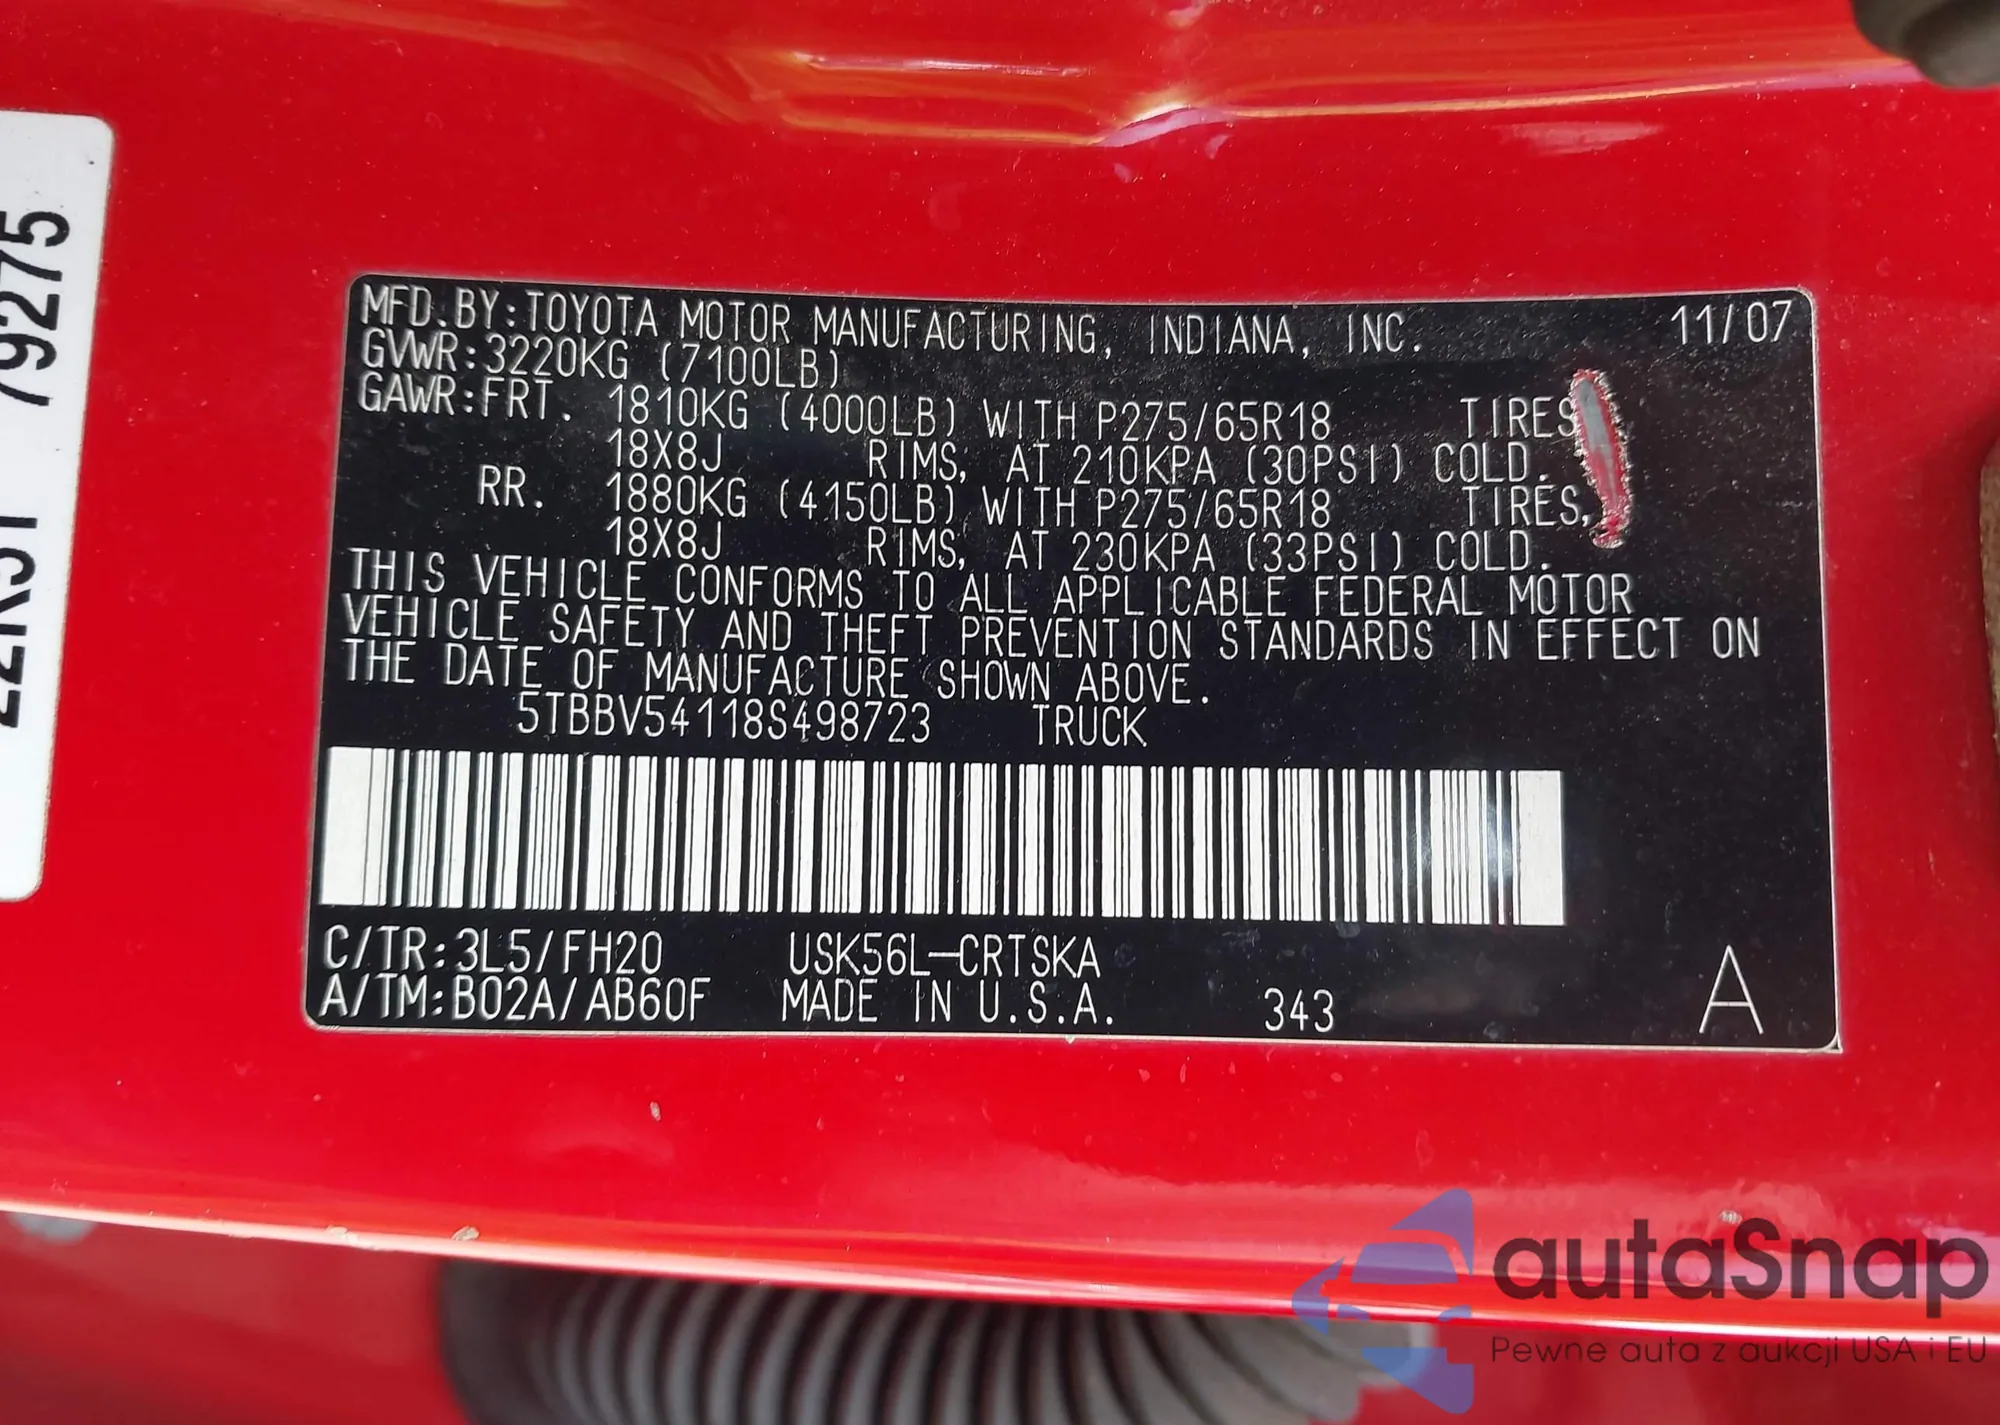 79275
MFD.BY:TOYOTA MOTOR MANUFACTURING, INDIANA, INC. 11/07
GVWR:3220KG (7100LB)
GAWR:FRT. 1810KG (4000LB) WITH P275/65R18 TIRES
18X8J RIMS, AT 210KPA (30PSI) COLD.
RR. 1880KG (4150LB) WITH P275/65R18 TIRES,
18X8J RIMS, AT 230KPA (33PSI) COLD.
THIS VEHICLE CONFORMS TO ALL APPLICABLE FEDERAL MOTOR
VEHICLE SAFETY AND THEFT PREVENTION STANDARDS IN EFFECT ON
THE DATE OF MANUFACTURE SHOWN ABOVE.
5TBBV54118S498723 TRUCK
C/TR:3L5/FH20 USK56L-CRTSKA
A/TM:B02A/AB60F MADE IN U.S.A. 343 A
autaSnap
Pewne auta z aukcji USA i EU